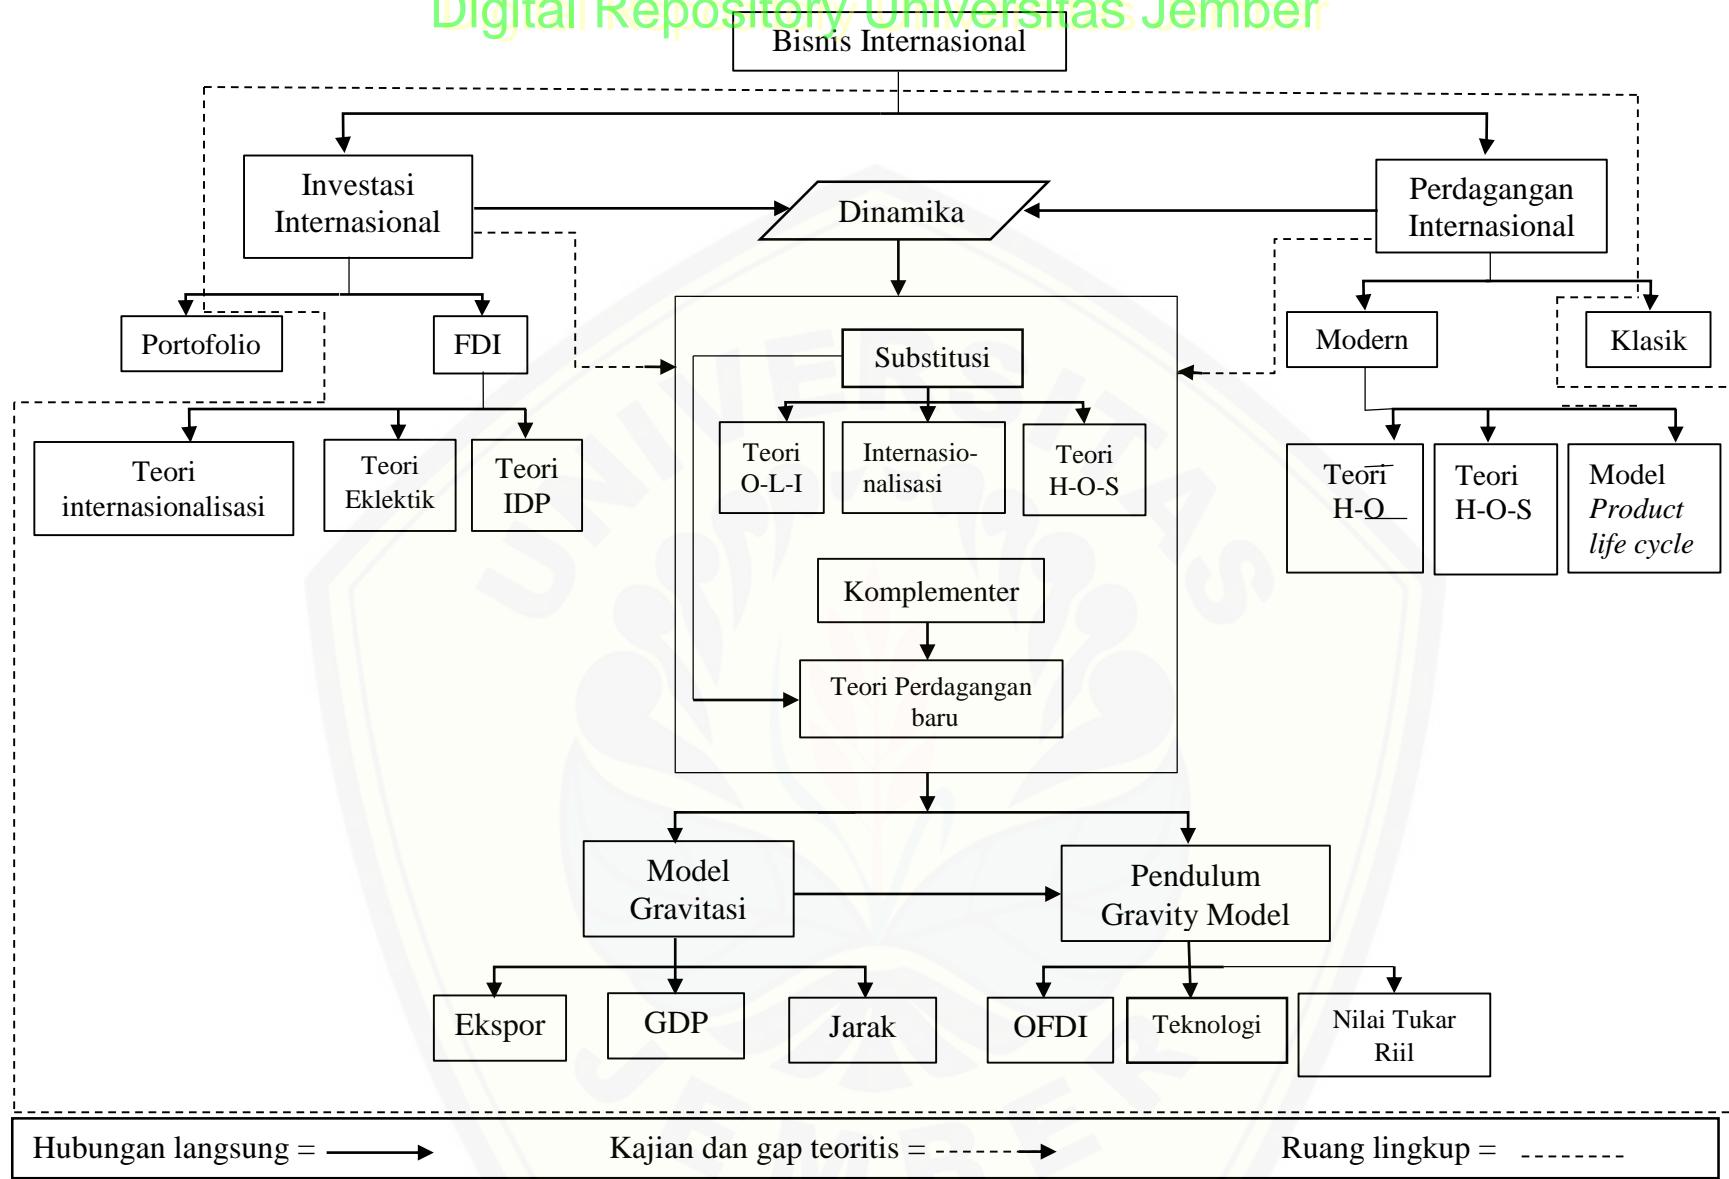 Digital Repository Universitas Jember
Bisnis Internasional
Investasi
Internasional
Dinamika
Perdagangan
Internasional
Portofolio
FDI
Substitusi
Modern
Klasik
Teori
internasionalisasi
Teori
Eklektik
Teori
IDP
Teori
O-L-I
Internasio-
nalisasi
Teori
H-O-S
Teori
H-O
Teori
H-O-S
Model
Product
life cycle
Komplementer
Teori Perdagangan
baru
Model
Gravitasi
Pendulum
Gravity Model
Ekspor
GDP
Jarak
OFDI
Teknologi
Nilai Tukar
Riil
Hubungan langsung =
Kajian dan gap teoritis =
Ruang lingkup =
UNIVERSITAS
JEMBER